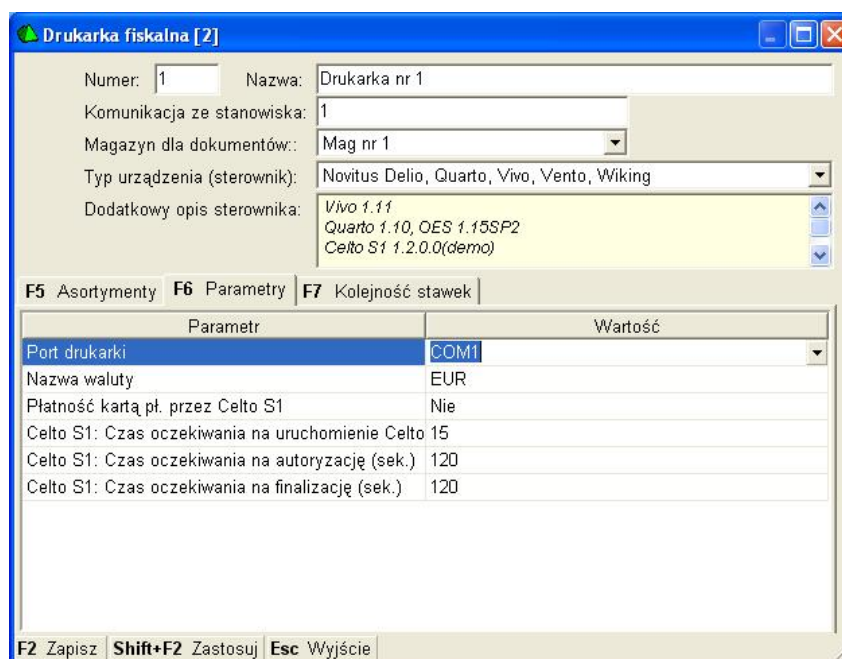 Drukarka fiskalna [2]
Numer: 1 Nazwa: Drukarka nr 1
Komunikacja ze stanowiska: 1
Magazyn dla dokumentów:: Mag nr 1
Typ urządzenia (sterownik): Novitus Delio, Quarto, Vivo, Vento, Wiking
Dodatkowy opis sterownika: Vivo 1.11
Quarto 1.10, OES 1.15SP2
Celto S1 1.2.0.0(demo)
F5 Asortymenty F6 Parametry F7 Kolejność stawek
Parametr Wartość
Port drukarki COM1
Nazwa waluty EUR
Płatność kartą pł. przez Celto S1 Nie
Celto S1: Czas oczekiwania na uruchomienie Celto 15
Celto S1: Czas oczekiwania na autoryzację (sek.) 120
Celto S1: Czas oczekiwania na finalizację (sek.) 120
F2 Zapisz Shift+F2 Zastosuj Esc Wyjście